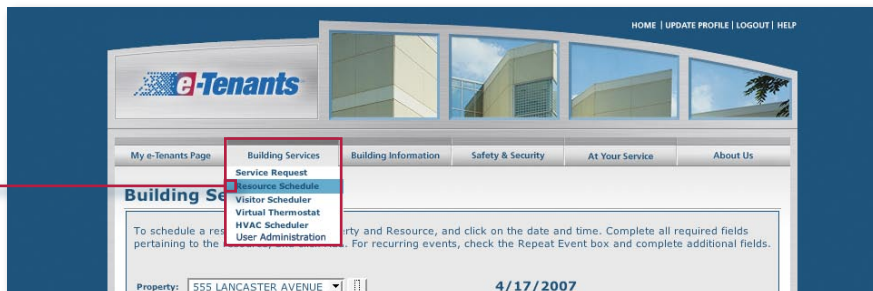 HOME | UPDATE PROFILE | LOGOUT | HELP
e-Tenants
My e-Tenants Page Building Services Building Information Safety & Security At Your Service About Us
Service Request
Resource Schedule
Building Se
Visitor Scheduler
Virtual Thermostat
HVAC Scheduler
User Administration
To schedule a res rty and Resource, and click on the date and time. Complete all required fields
pertaining to the For recurring events, check the Repeat Event box and complete additional fields.
Property: 555 LANCASTER AVENUE 4/17/2007